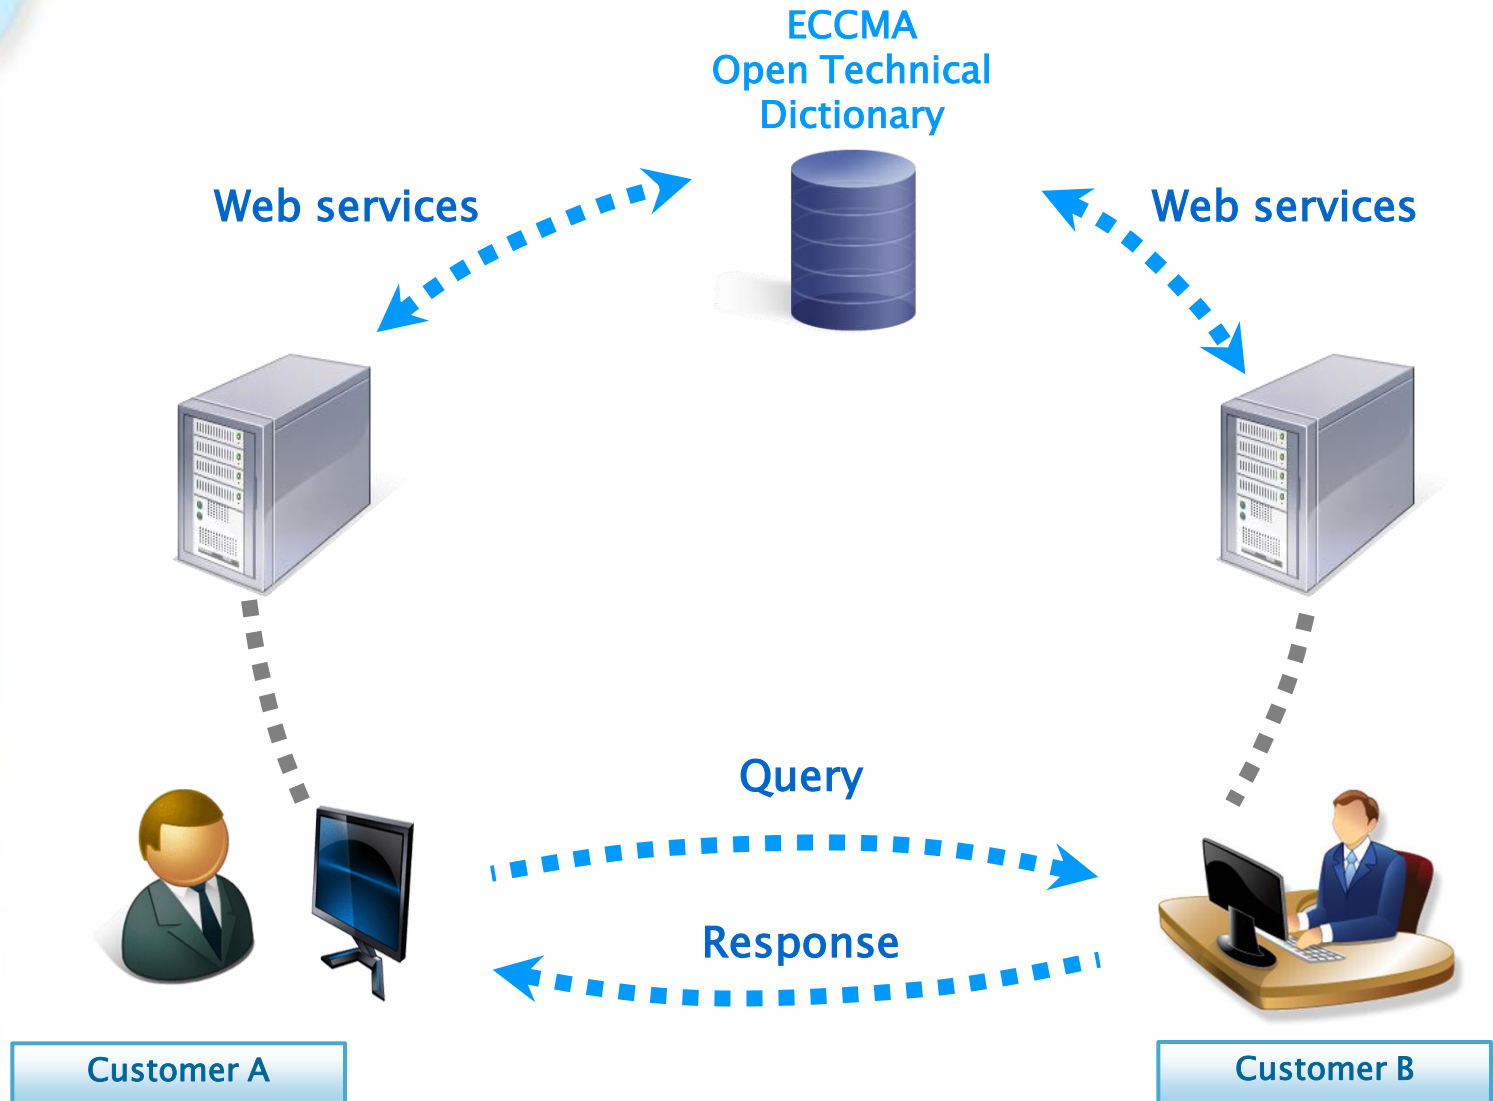 ECCMA
Open Technical
Dictionary
Web services
Web services
Query
Response
Customer A
Customer B